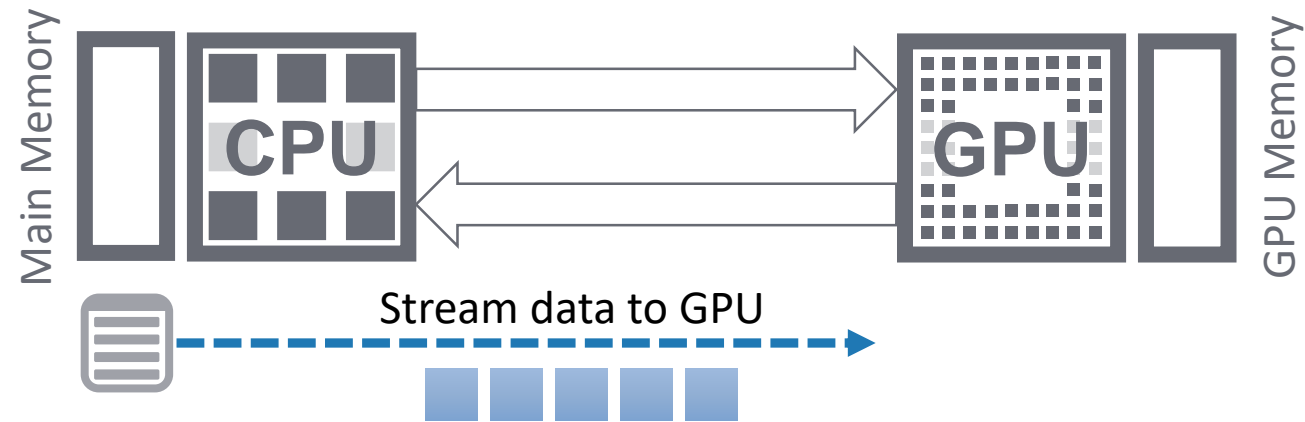 Main Memory
CPU
GPU
GPU Memory
Stream data to GPU